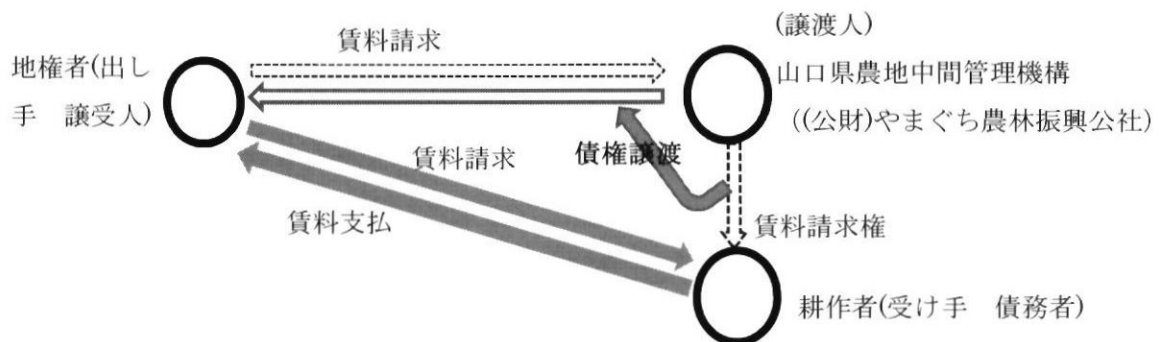 賃料請求
(譲渡人)
地権者(出し
手　譲受人)
山口県農地中間管理機構
((公財)やまぐち農林振興公社)
賃料請求
債権譲渡
賃料支払
賃料請求権
耕作者(受け手　債務者)